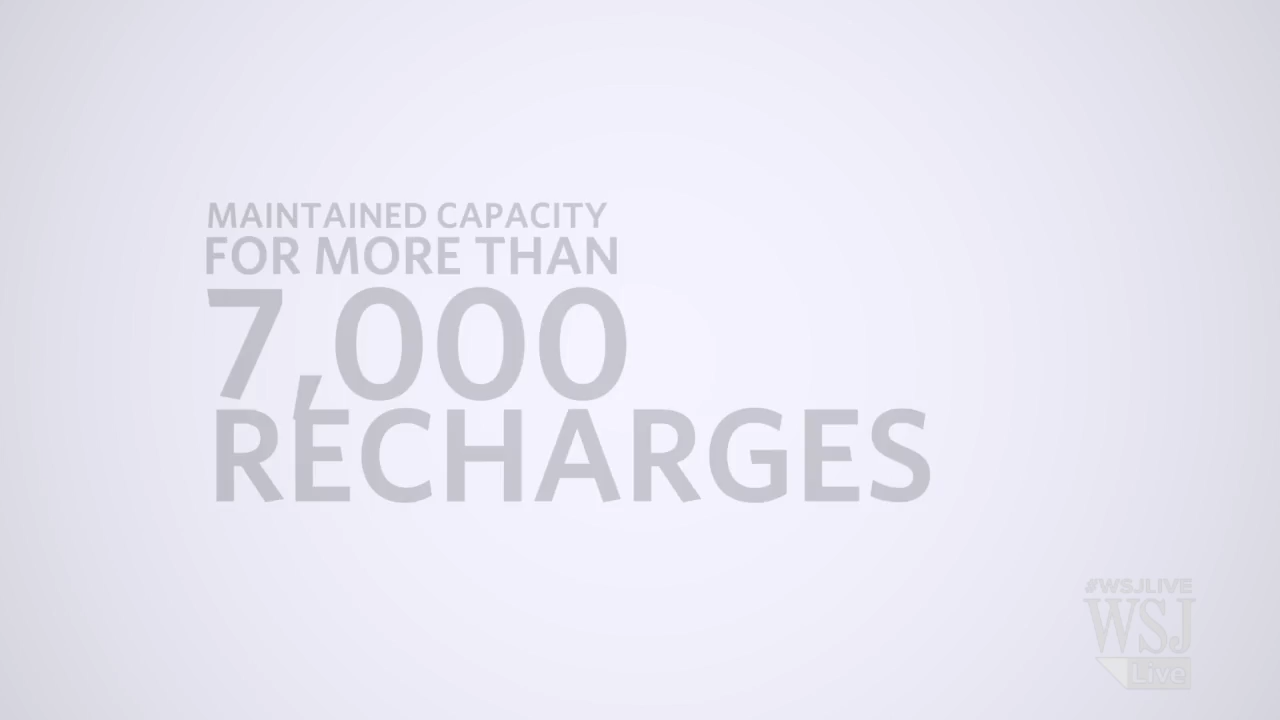 MAINTAINED CAPACITY
FOR MORE THAN
7,000
RECHARGES
#WSJLIVE
WSJ
Live